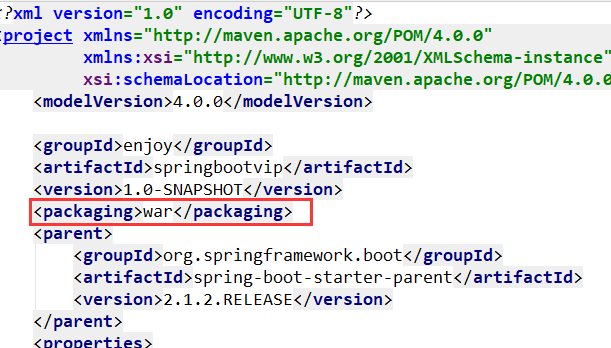 <?xml version="1.0" encoding="UTF-8"?>
<project xmlns="http://maven.apache.org/POM/4.0.0"
xmlns:xsi="http://www.w3.org/2001/XMLSchema-instance"
xsi:schemaLocation="http://maven.apache.org/POM/4.0.0
<modelVersion>4.0.0</modelVersion>
<groupId>enjoy</groupId>
<artifactId>springbootvip</artifactId>
<version>1.0-SNAPSHOT</version>
<packaging>war</packaging>
<parent>
<groupId>org.springframework.boot</groupId>
<artifactId>spring-boot-starter-parent</artifactId>
<version>2.1.2.RELEASE</version>
</parent>
<properties>